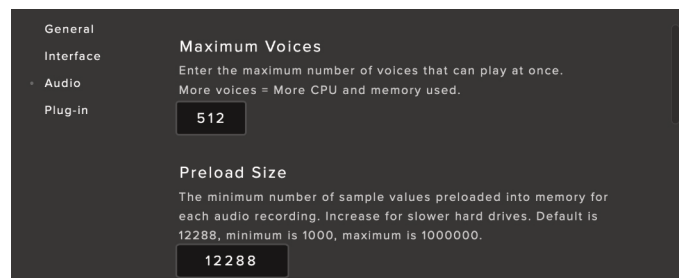 General
Interface
Audio
Plug-in
Maximum Voices
Enter the maximum number of voices that can play at once.
More voices = More CPU and memory used.
512
Preload Size
The minimum number of sample values preloaded into memory for
each audio recording. Increase for slower hard drives. Default is
12288, minimum is 1000, maximum is 1000000.
12288